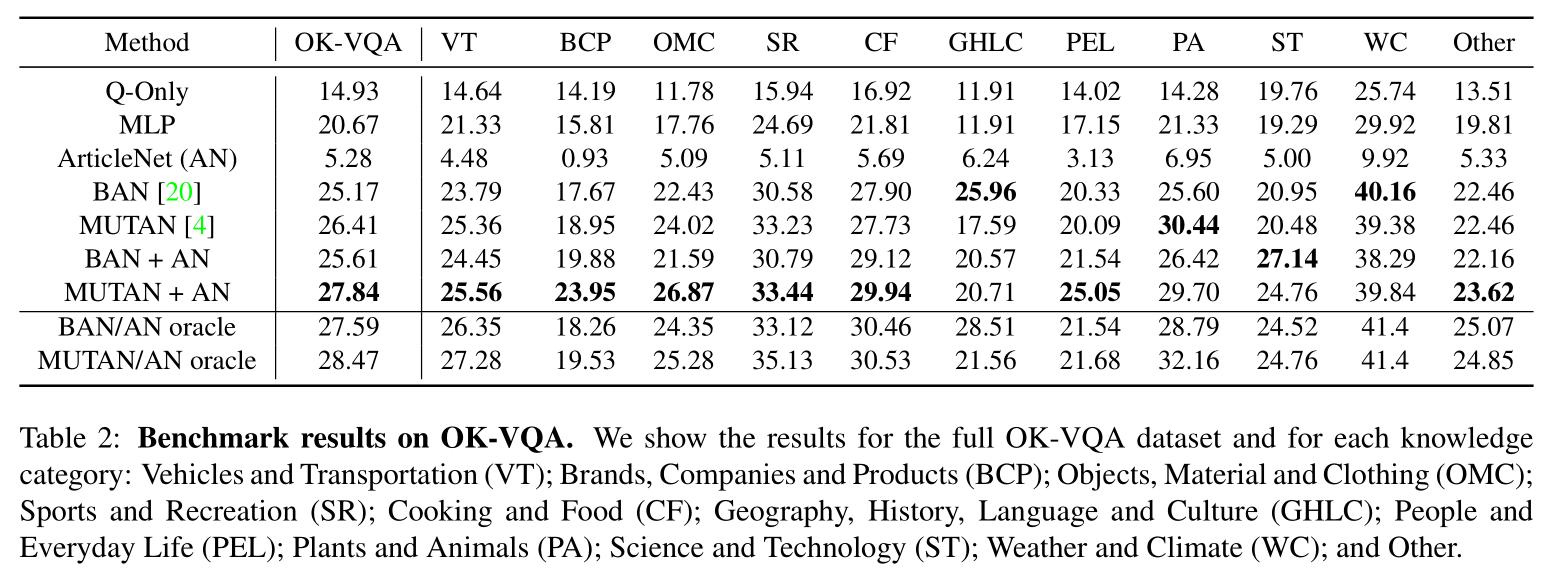 Method OK-VQA VT BCP OMC SR CF GHLC PEL PA ST WC Other
Q-Only 14.93 14.64 14.19 11.78 15.94 16.92 11.91 14.02 14.28 19.76 25.74 13.51
MLP 20.67 21.33 15.81 17.76 24.69 21.81 11.91 17.15 21.33 19.29 29.92 19.81
ArticleNet (AN) 5.28 4.48 0.93 5.09 5.11 5.69 6.24 3.13 6.95 5.00 9.92 5.33
BAN [20] 25.17 23.79 17.67 22.43 30.58 27.90 25.96 20.33 25.60 20.95 40.16 22.46
MUTAN [4] 26.41 25.36 18.95 24.02 33.23 27.73 17.59 20.09 30.44 20.48 39.38 22.46
BAN + AN 25.61 24.45 19.88 21.59 30.79 29.12 20.57 21.54 26.42 27.14 38.29 22.16
MUTAN + AN 27.84 25.56 23.95 26.87 33.44 29.94 20.71 25.05 29.70 24.76 39.84 23.62
BAN/AN oracle 27.59 26.35 18.26 24.35 33.12 30.46 28.51 21.54 28.79 24.52 41.4 25.07
MUTAN/AN oracle 28.47 27.28 19.53 25.28 35.13 30.53 21.56 21.68 32.16 24.76 41.4 24.85
Table 2: Benchmark results on OK-VQA. We show the results for the full OK-VQA dataset and for each knowledge
category: Vehicles and Transportation (VT); Brands, Companies and Products (BCP); Objects, Material and Clothing (OMC);
Sports and Recreation (SR); Cooking and Food (CF); Geography, History, Language and Culture (GHLC); People and
Everyday Life (PEL); Plants and Animals (PA); Science and Technology (ST); Weather and Climate (WC); and Other.